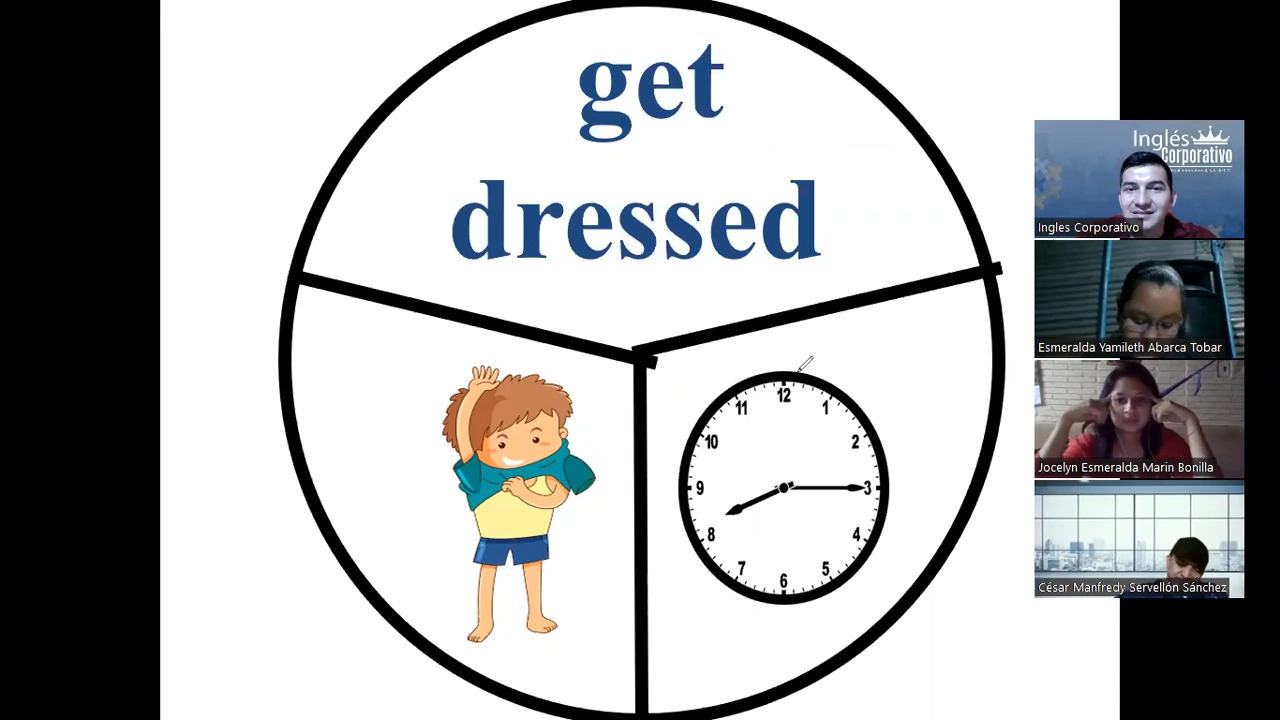 get
dressed
12
11
1
10
2
9
3
8
4
7
5
6
Inglés
Corporativo
Ingles Corporativo
Esmeralda Yamileth Abarca Tobar
Jocelyn Esmeralda Marin Bonilla
César Manfredy Servellón Sánchez